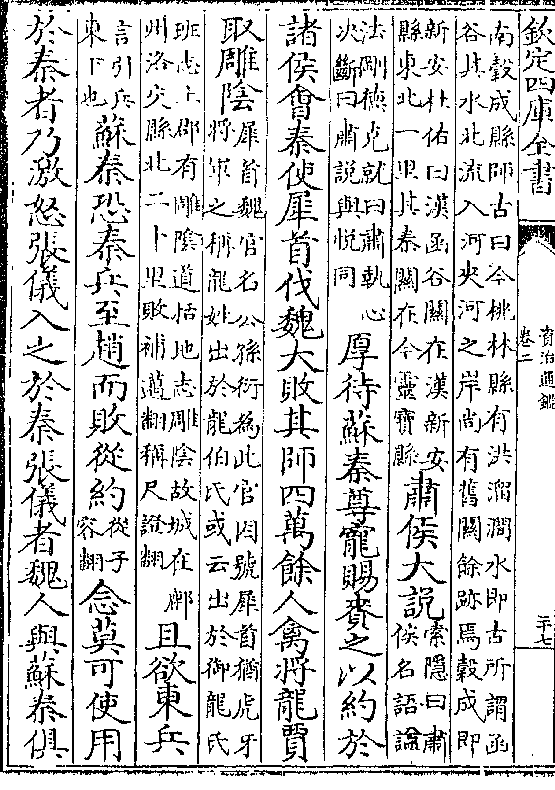 欽定四庫全書
資治通鑑
卷二
三十七
南穀成縣師古曰今桃林縣有洪溜澗水即古所謂函
谷其水北流入河夾河之岸尚有舊關餘跡焉穀成即
新安杜佑曰漢函谷關在漢新安
縣東北一里其秦關在今靈寶縣
肅侯大說
索隱曰肅
侯名語諡
法剛德克就曰肅執心
決斷曰肅說與悅同
厚待蘇秦尊寵賜賚之以約於
諸侯會秦使犀首伐魏大敗其師四萬餘人禽將龍賈
取雕陰
犀首魏官名公孫衍為此官因號犀首猶虎牙
將軍之稱龍姓出於龍伯氏或云出於御龍氏
班志上郡有雕陰道括地志雕陰故城在鄜
州洛交縣北二十里敗補邁翻稱尺證翻
且欲東兵
言引兵
東下也
蘇秦恐秦兵至趙而敗從約
從子
容翻
念莫可使用
於秦者乃激怒張儀入之於秦張儀者魏人與蘇秦俱